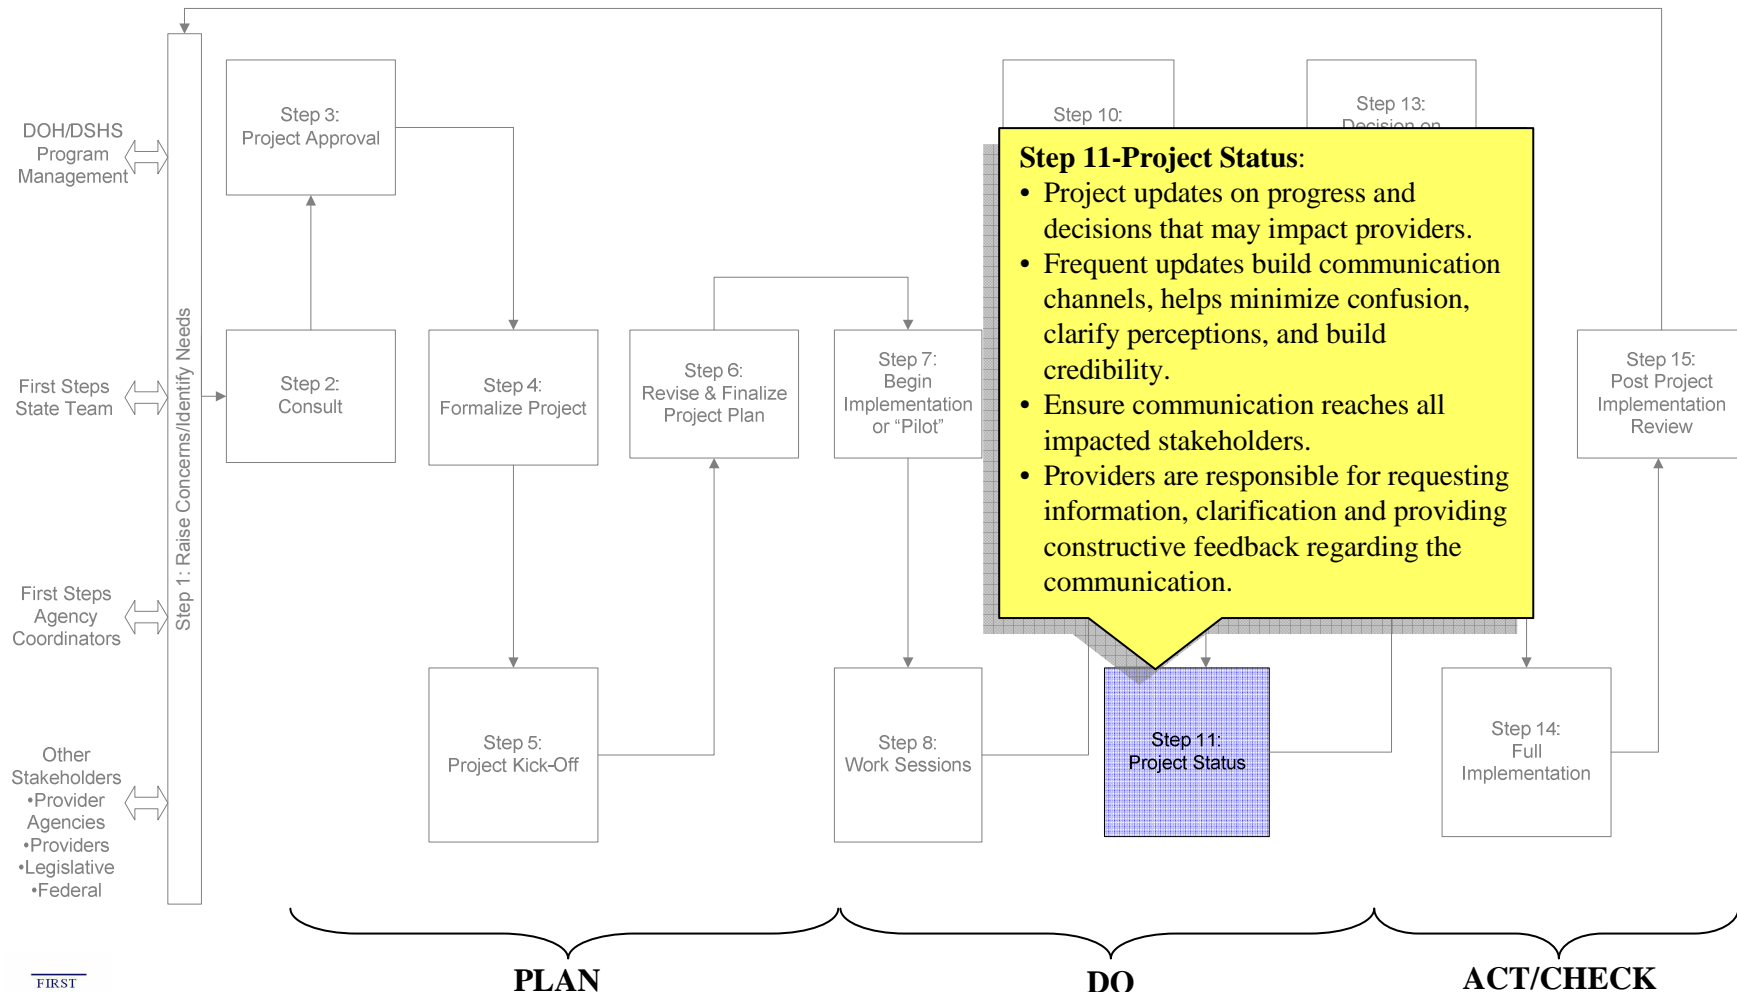 DOH/DSHS
Program
Management
First Steps
State Team
First Steps
Agency
Coordinators
Other
Stakeholders
•Provider
Agencies
•Providers
•Legislative
•Federal
Step 1: Raise Concerns/Identify Needs
Step 3:
Project Approval
Step 2:
Consult
Step 4:
Formalize Project
Step 5:
Project Kick-Off
Step 6:
Revise & Finalize
Project Plan
Step 7:
Begin
Implementation
or “Pilot”
Step 8:
Work Sessions
Step 10:
Step 13:
Decision on
Step 11-Project Status:
• Project updates on progress and
decisions that may impact providers.
• Frequent updates build communication
channels, helps minimize confusion,
clarify perceptions, and build
credibility.
• Ensure communication reaches all
impacted stakeholders.
• Providers are responsible for requesting
information, clarification and providing
constructive feedback regarding the
communication.
Step 11:
Project Status
Step 14:
Full
Implementation
Step 15:
Post Project
Implementation
Review
PLAN
DO
ACT/CHECK
FIRST